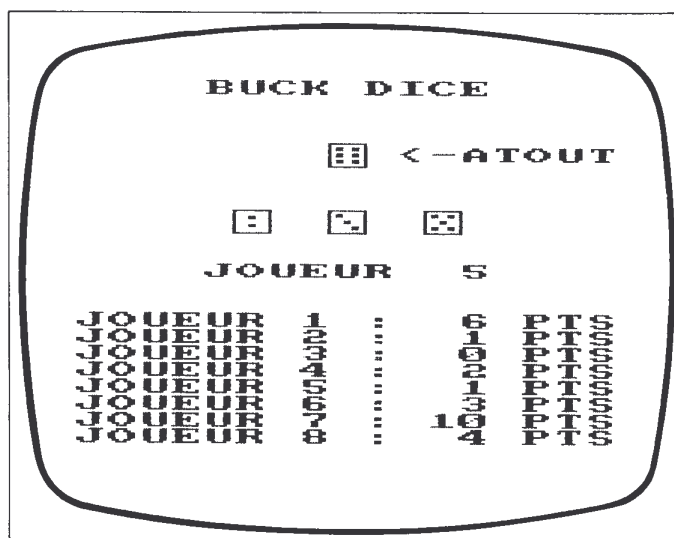 BUCK DICE
<-ATOUT
JOUEUR 5
JOUEUR 1 : 6 PTS
JOUEUR 2 : 1 PTS
JOUEUR 3 : 0 PTS
JOUEUR 4 : 2 PTS
JOUEUR 5 : 1 PTS
JOUEUR 6 : 3 PTS
JOUEUR 7 : 10 PTS
JOUEUR 8 : 4 PTS